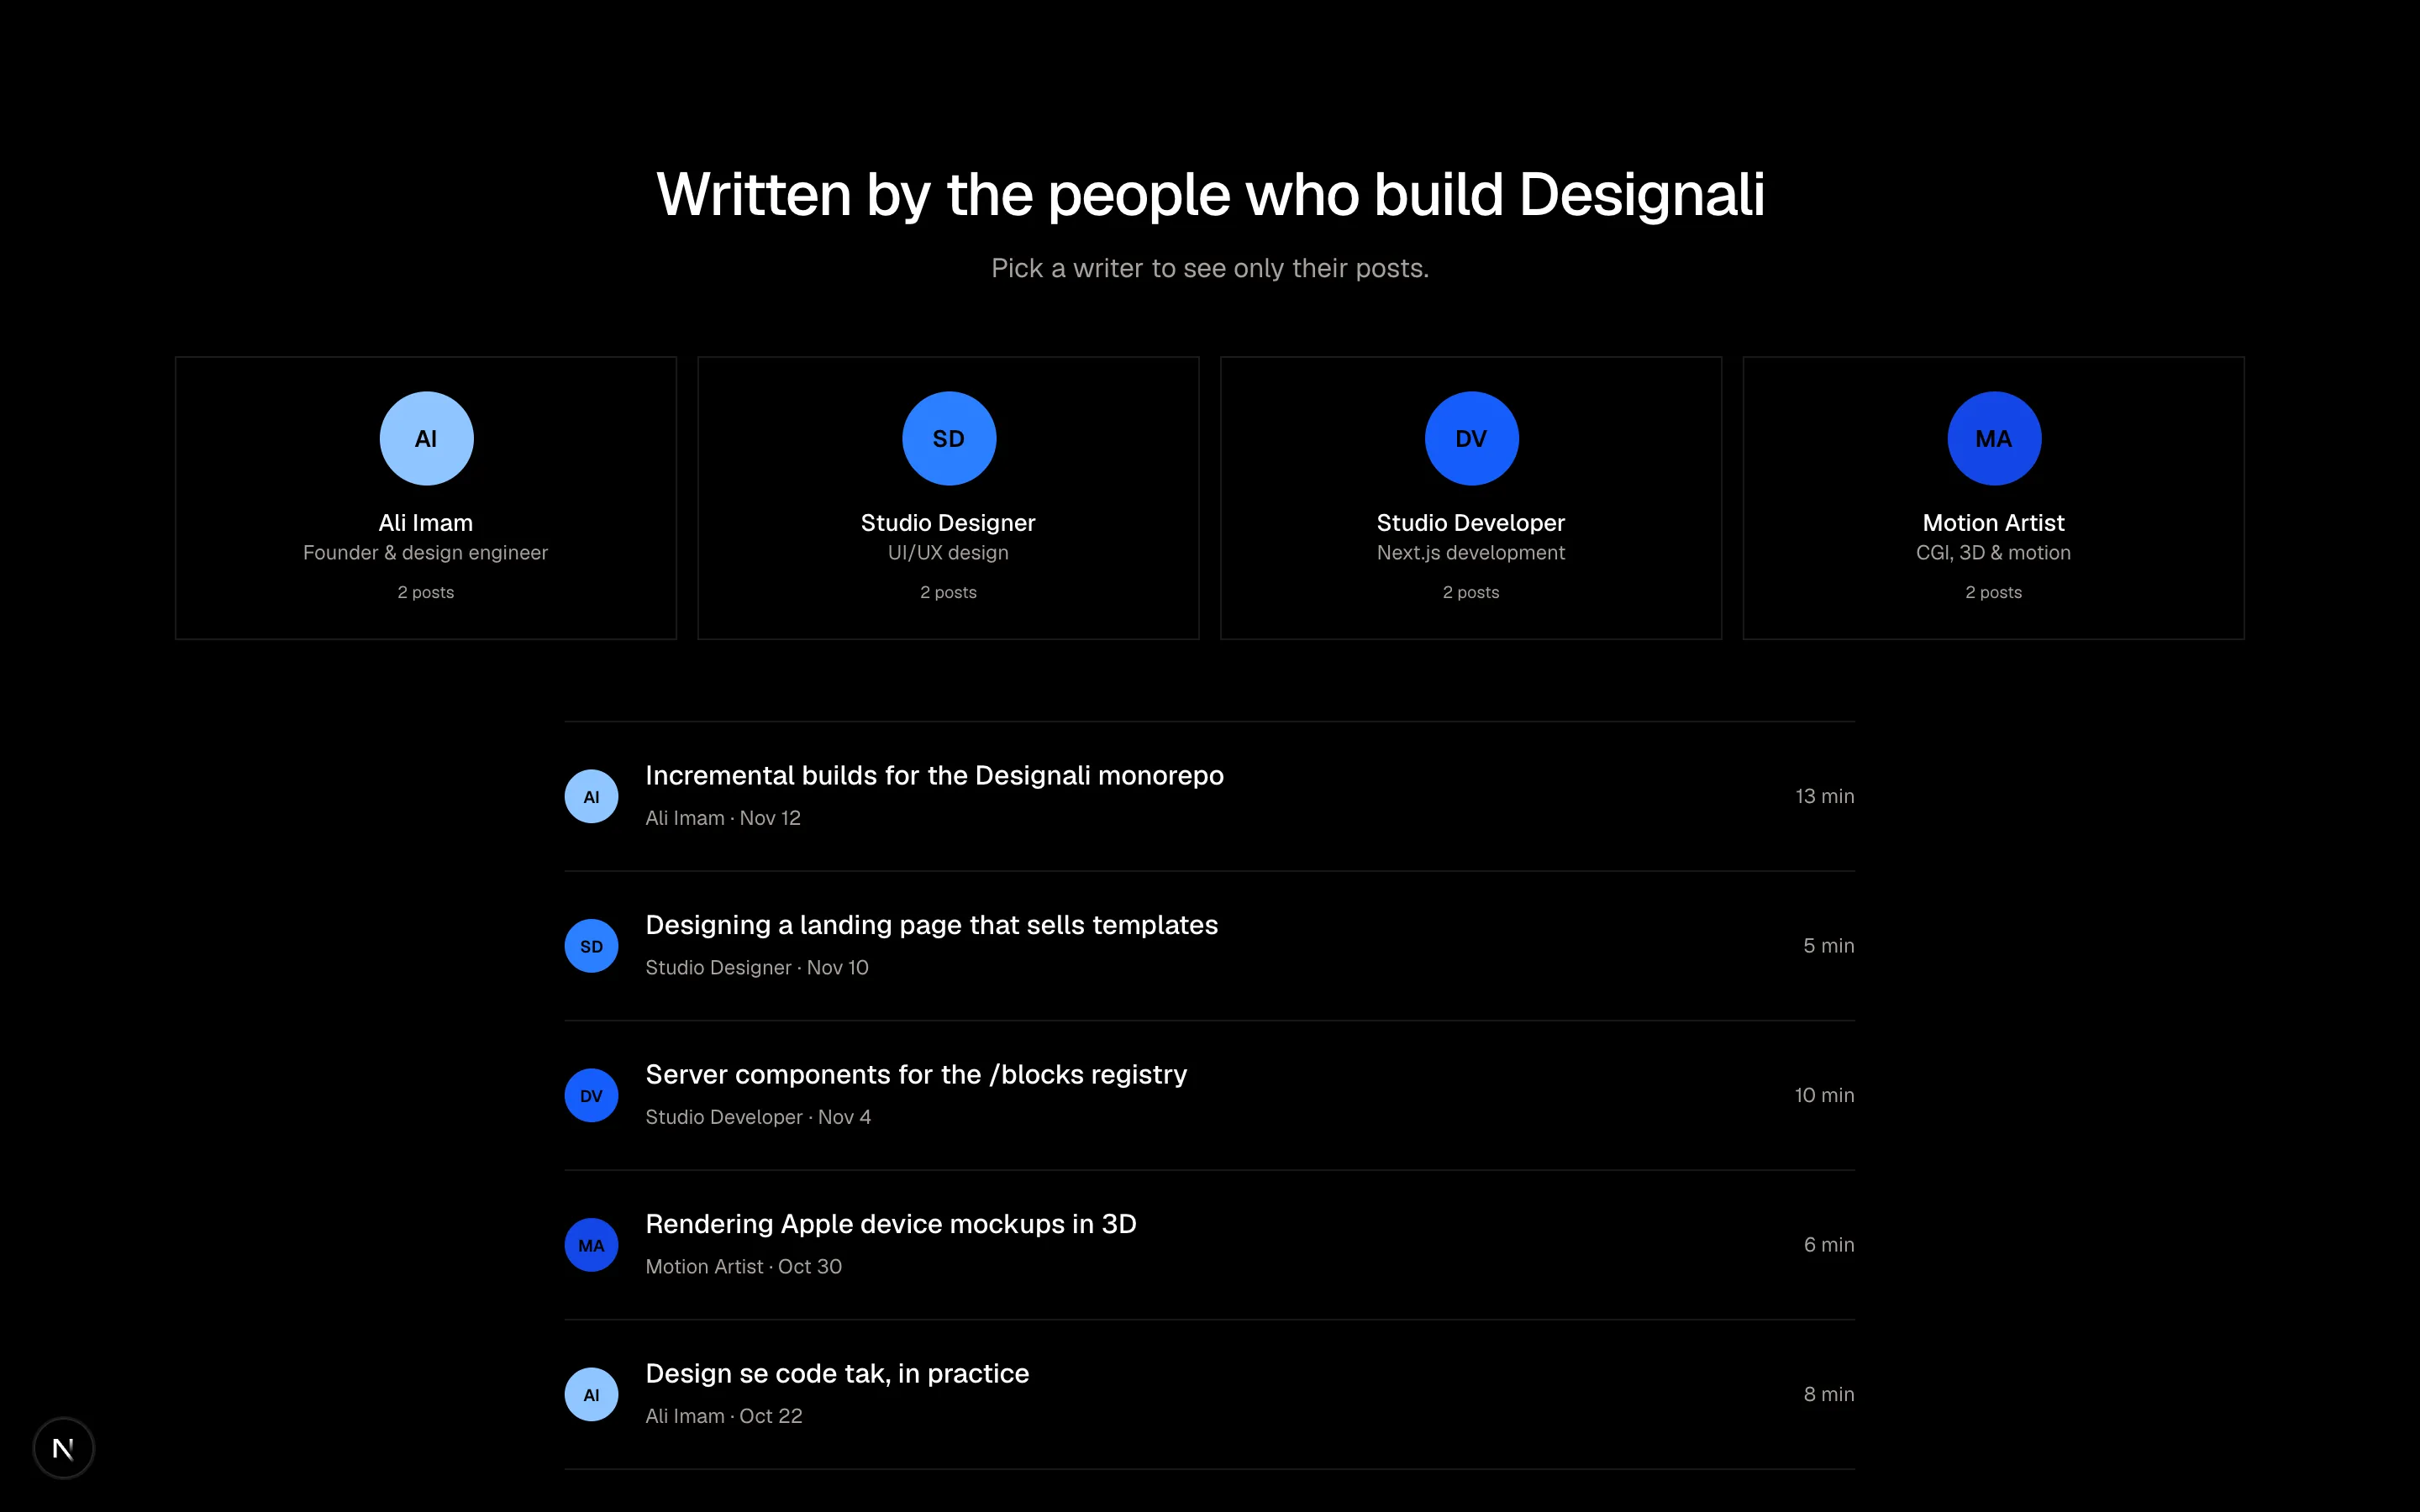 Written by the people who build Designali
Pick a writer to see only their posts.
AI
Ali Imam
Founder & design engineer
2 posts
SD
Studio Designer
UI/UX design
2 posts
DV
Studio Developer
Next.js development
2 posts
MA
Motion Artist
CGI, 3D & motion
2 posts
AI
Incremental builds for the Designali monorepo
Ali Imam · Nov 12
13 min
SD
Designing a landing page that sells templates
Studio Designer · Nov 10
5 min
DV
Server components for the /blocks registry
Studio Developer · Nov 4
10 min
MA
Rendering Apple device mockups in 3D
Motion Artist · Oct 30
6 min
AI
Design se code tak, in practice
Ali Imam · Oct 22
8 min
N